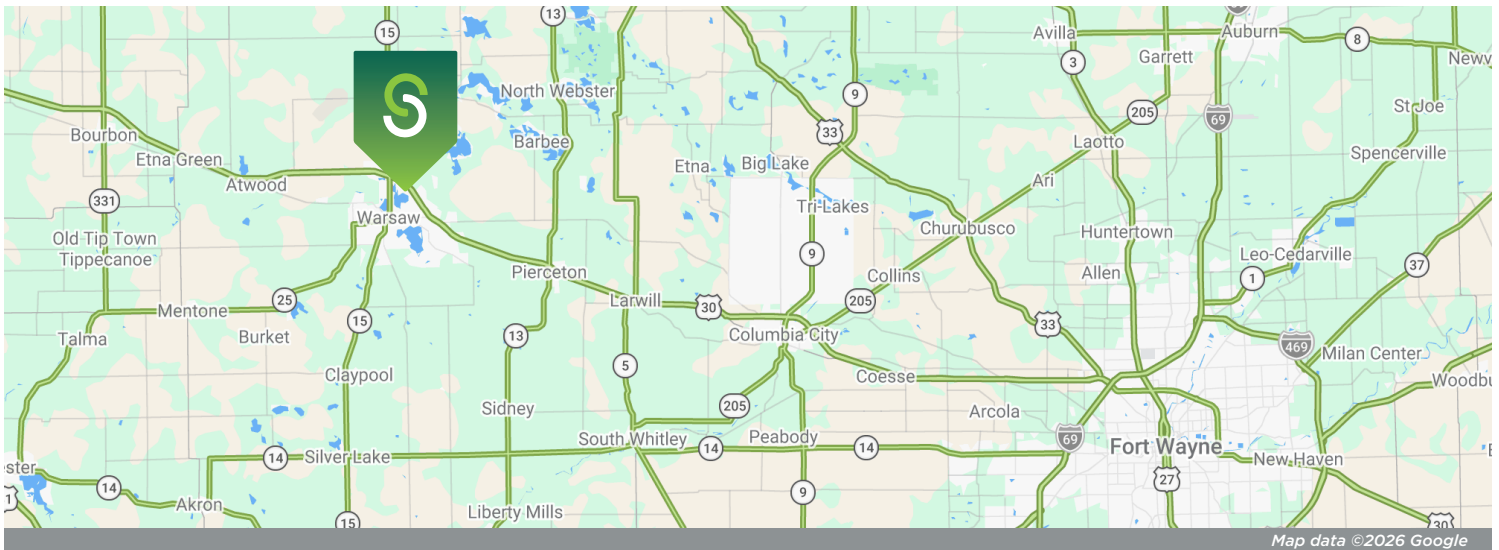 13
15
Avilla
Auburn
8
Garrett
3
North Webster
9
St Joe
205
69
Bourbon
33
Barbee
Laotto
Etna Green
Etna
Big Lake
Spencerville
Atwood
Ari
331
Tri-Lakes
Warsaw
Churubusco
Huntertown
Old Tip Town
Tippecanoe
9
Leo-Cedarville
37
Pierceton
Allen
Collins
1
25
Larwill
205
Mentone
30
15
33
Talma
Burket
13
Columbia City
469
Milan Center
5
Claypool
Coesse
205
Sidney
Arcola
South Whitley
Peabody
69
14
14
Fort Wayne
14
Silver Lake
New Haven
14
27
9
Akron
Liberty Mills
15
30
Map data ©2026 Google